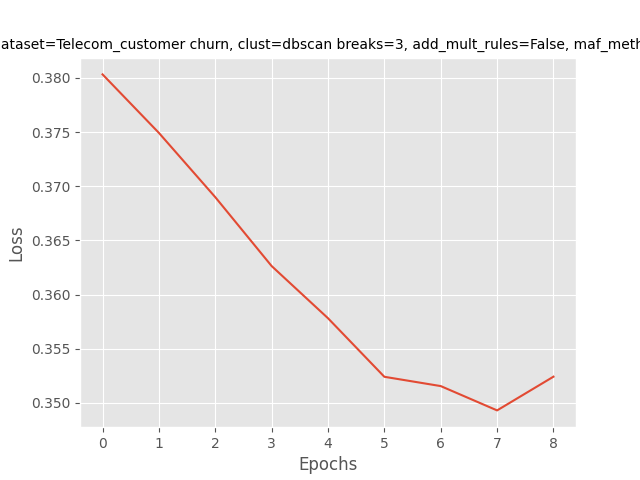 ataset=Telecom_customer churn, clust=dbscan breaks=3, add_mult_rules=False, maf_meth
0.380
0.375
0.370
0.365
0.360
0.355
0.350
Loss
0 1 2 3 4 5 6 7 8
Epochs